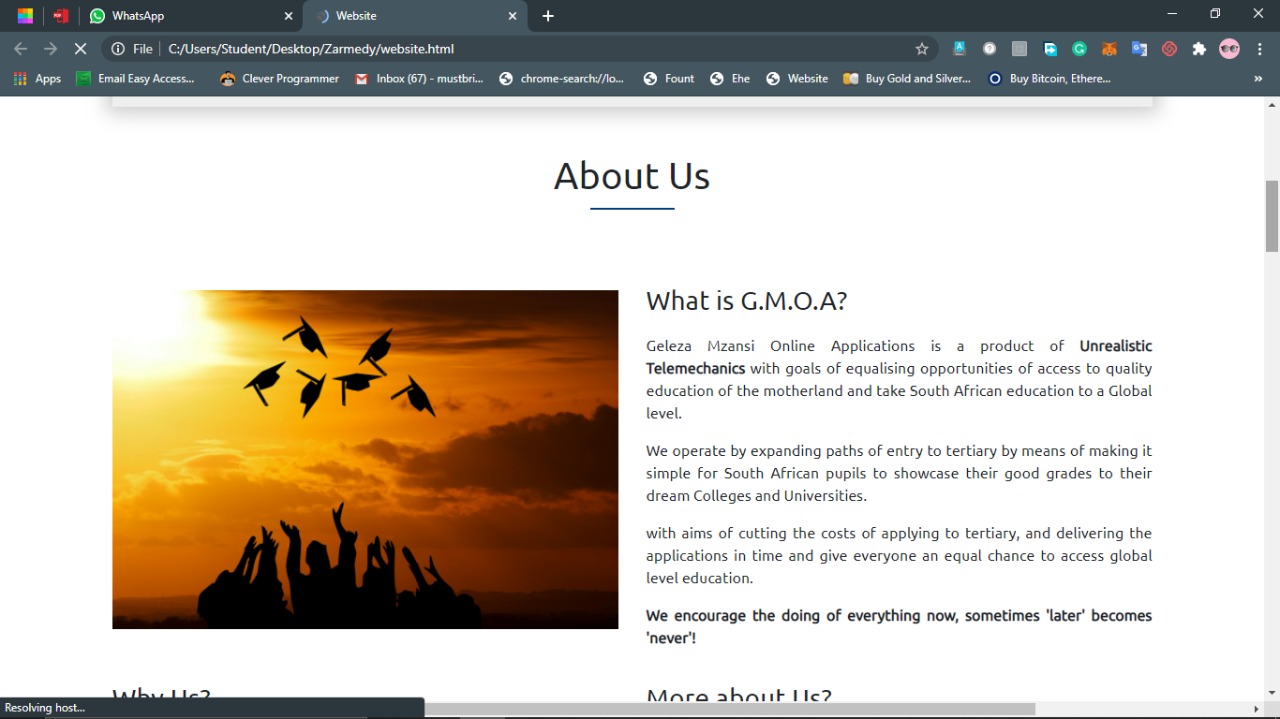 WhatsApp
Website
File
C:/Users/Student/Desktop/Zarmedy/website.html
Apps
Email Easy Access...
Clever Programmer
Inbox (67) - mustbri...
chrome-search://lo...
Fount
Ehe
Website
Buy Gold and Silver...
Buy Bitcoin, Ethere...
About Us
What is G.M.O.A?
Geleza Mzansi Online Applications is a product of Unrealistic
Telemechanics with goals of equalising opportunities of access to quality
education of the motherland and take South African education to a Global
level.
We operate by expanding paths of entry to tertiary by means of making it
simple for South African pupils to showcase their good grades to their
dream Colleges and Universities.
with aims of cutting the costs of applying to tertiary, and delivering the
applications in time and give everyone an equal chance to access global
level education.
We encourage the doing of everything now, sometimes 'later' becomes
'never'!
Why Us?
More about Us?
Resolving host...